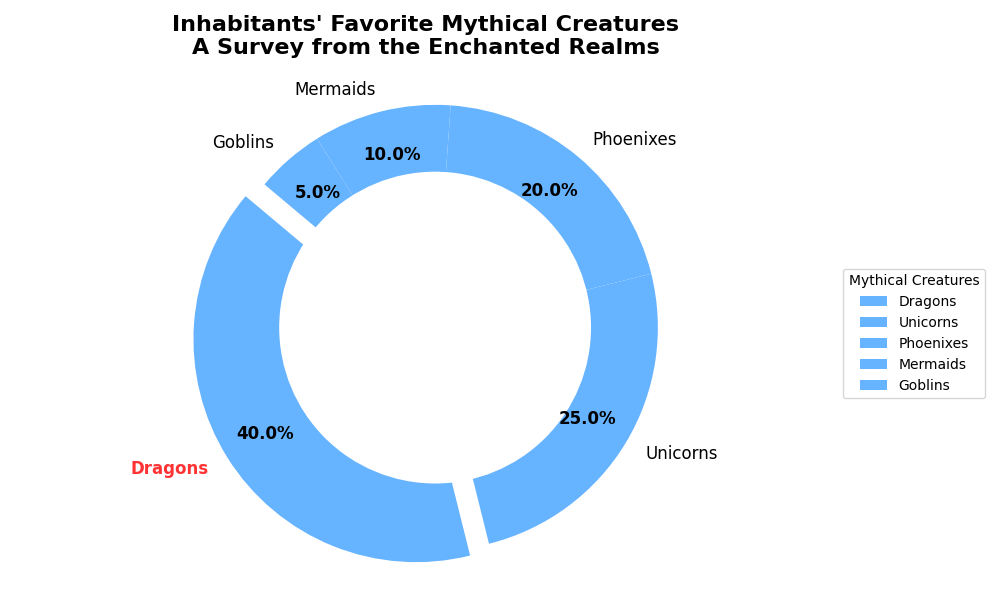 Inhabitants' Favorite Mythical Creatures
A Survey from the Enchanted Realms
Mermaids
Goblins
Phoenixes
10.0%
5.0%
20.0%
Mythical Creatures
Dragons
Unicorns
Phoenixes
Mermaids
Goblins
25.0%
40.0%
Unicorns
Dragons